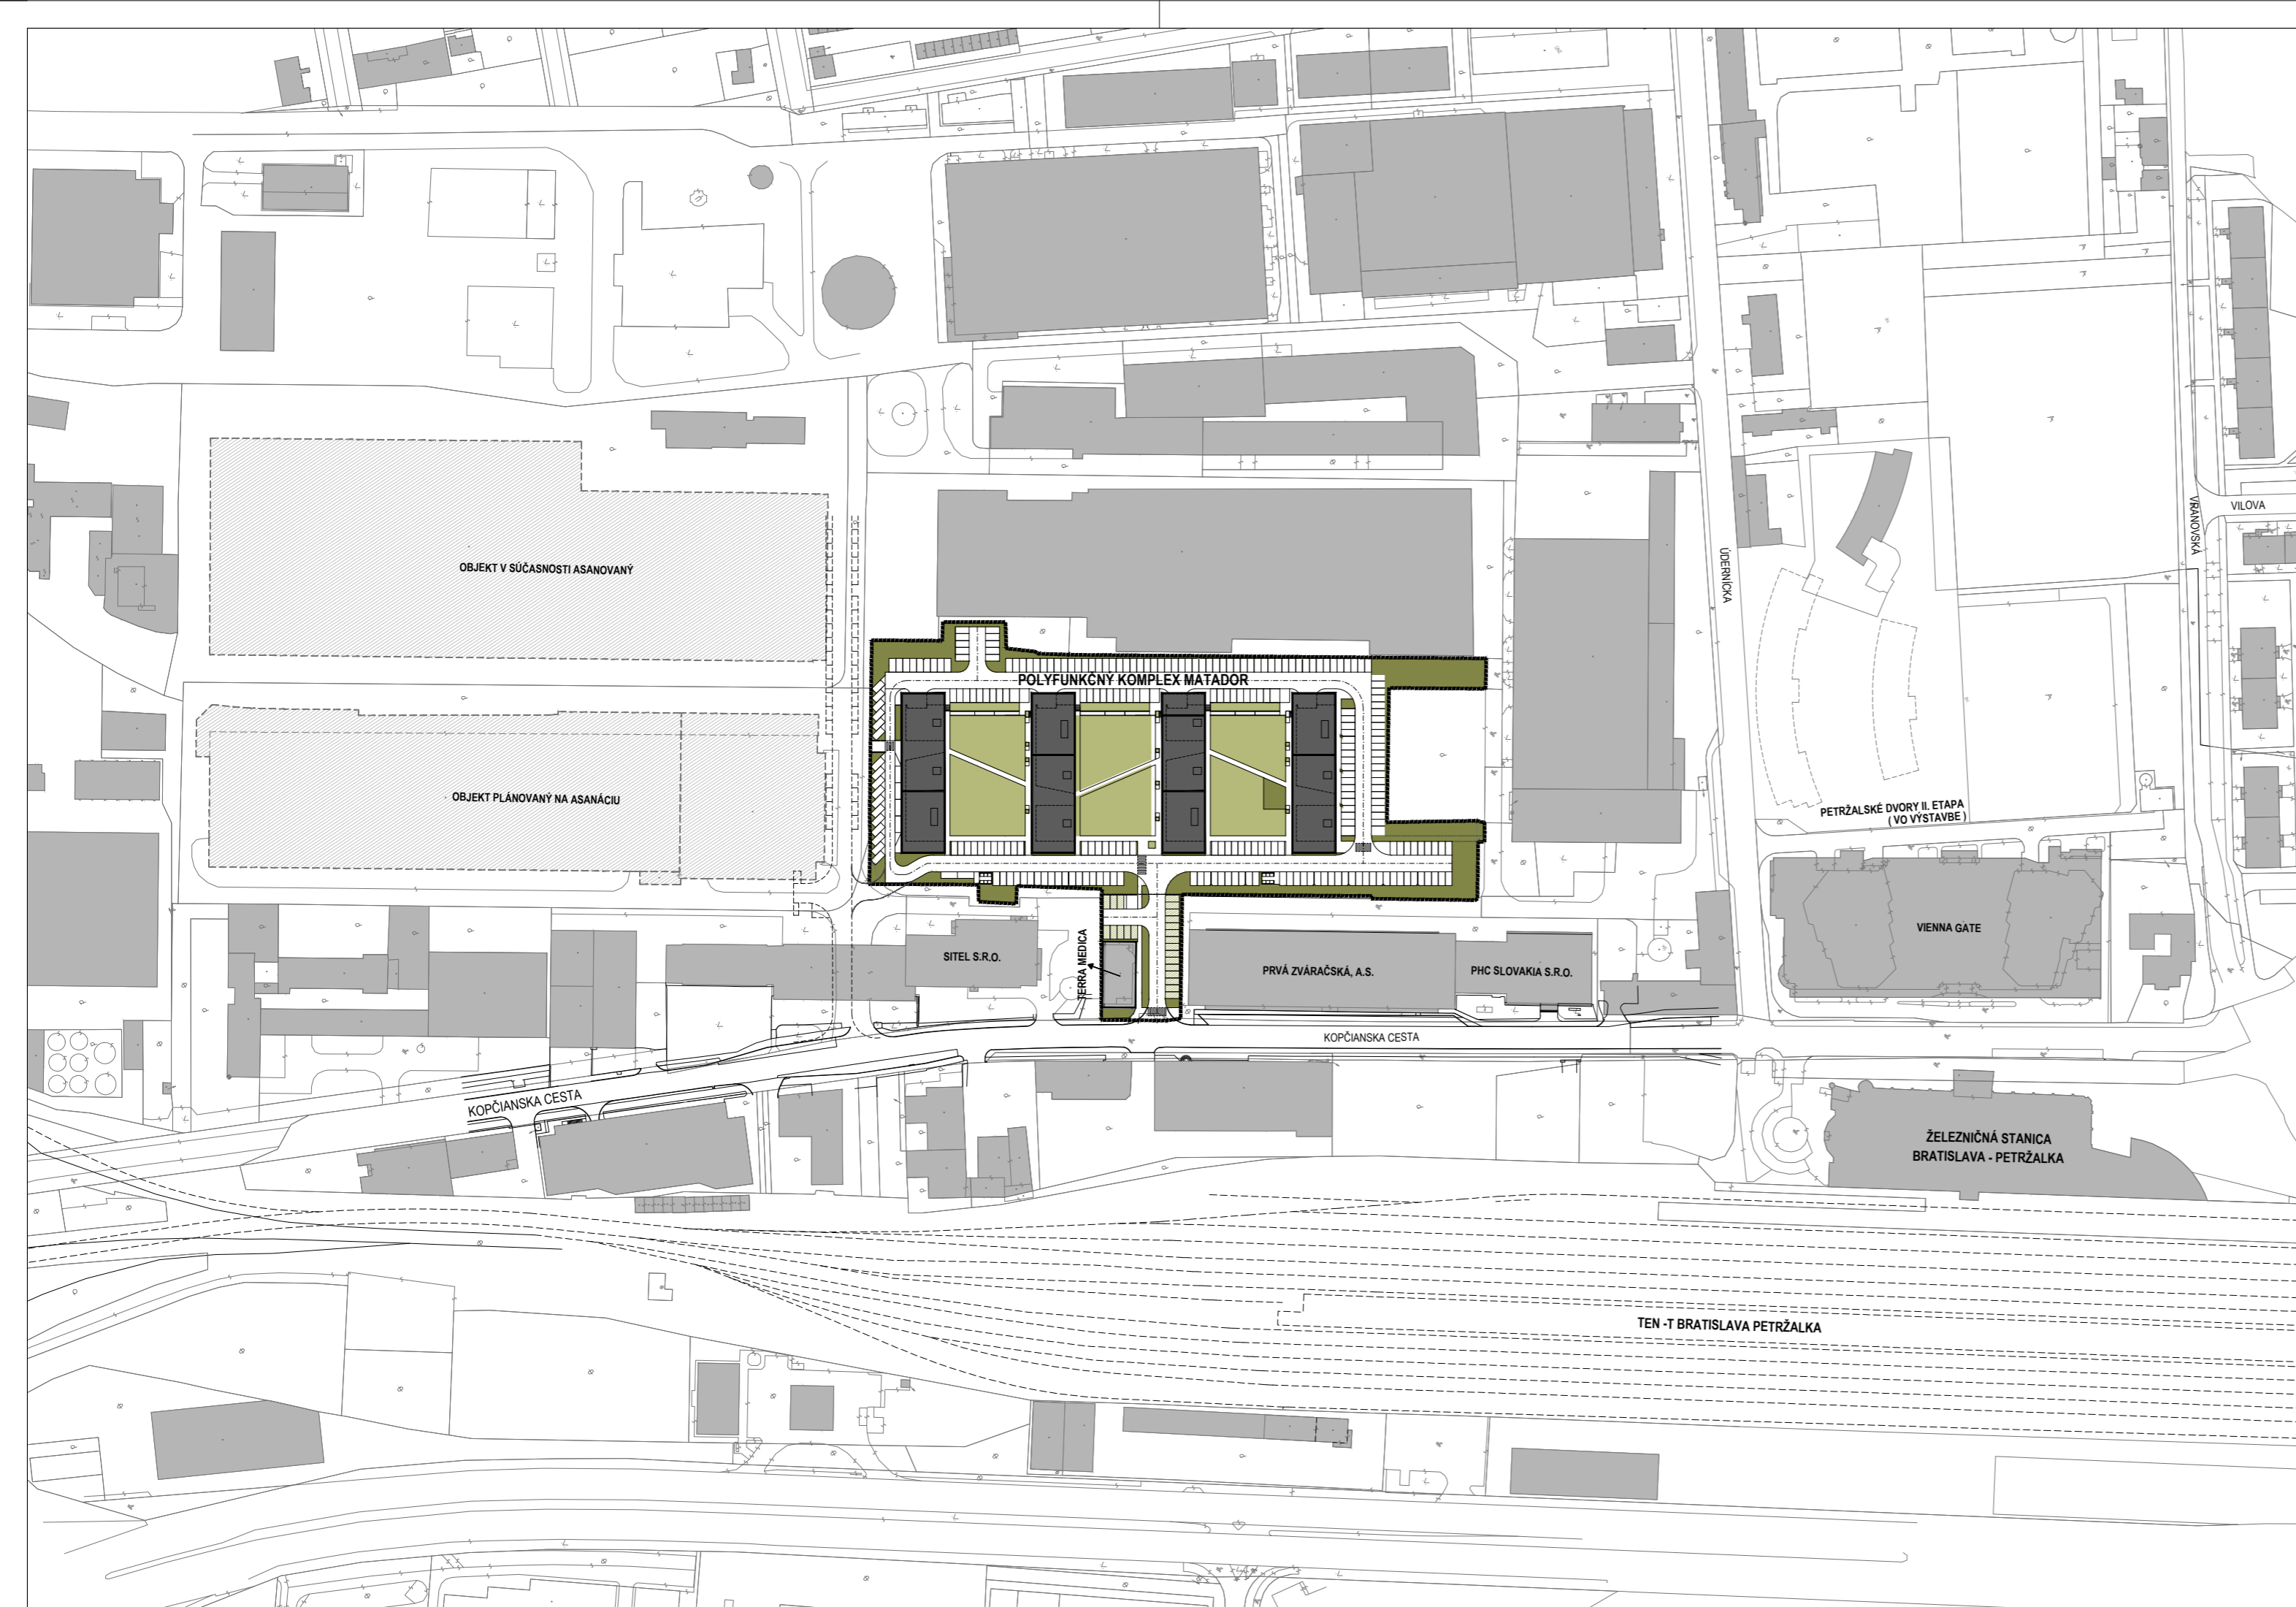 VILOVA
VRANOVSKÁ
ÚDERNÍCKA
OBJEKT V SÚČASNOSTI ASANOVANÝ
POLYFUNKČNÝ KOMPLEX MATADOR
OBJEKT PLÁNOVANÝ NA ASANÁCIU
PETRŽALSKÉ DVORY II. ETAPA
( VO VÝSTAVBE )
VIENNA GATE
SITEL S.R.O.
TERRA MEDICA
PRVÁ ZVÁRAČSKÁ, A.S.
PHC SLOVAKIA S.R.O.
KOPČIANSKA CESTA
KOPČIANSKA CESTA
ŽELEZNIČNÁ STANICA
BRATISLAVA - PETRŽALKA
TEN -T BRATISLAVA PETRŽALKA